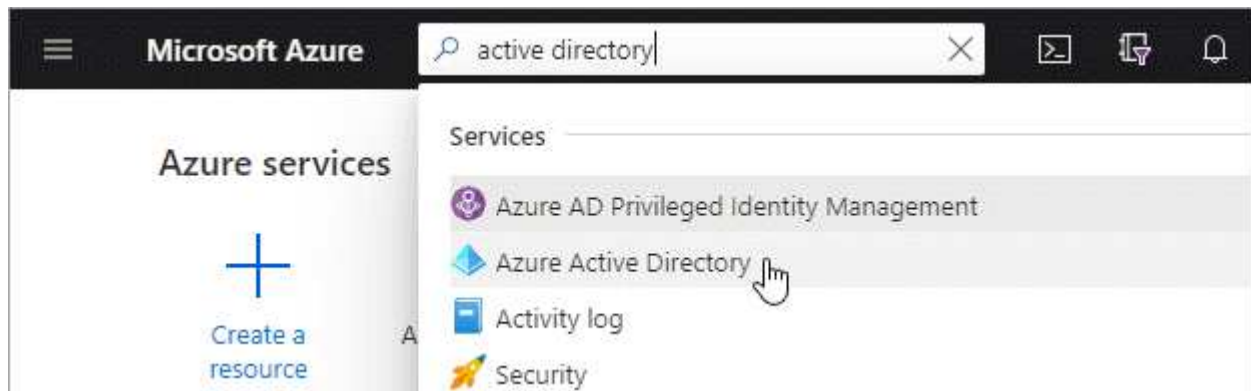 Microsoft Azure
active directory
Azure services
Services
Azure AD Privileged Identity Management
Azure Active Directory
Activity log
Security
Create a
resource
A